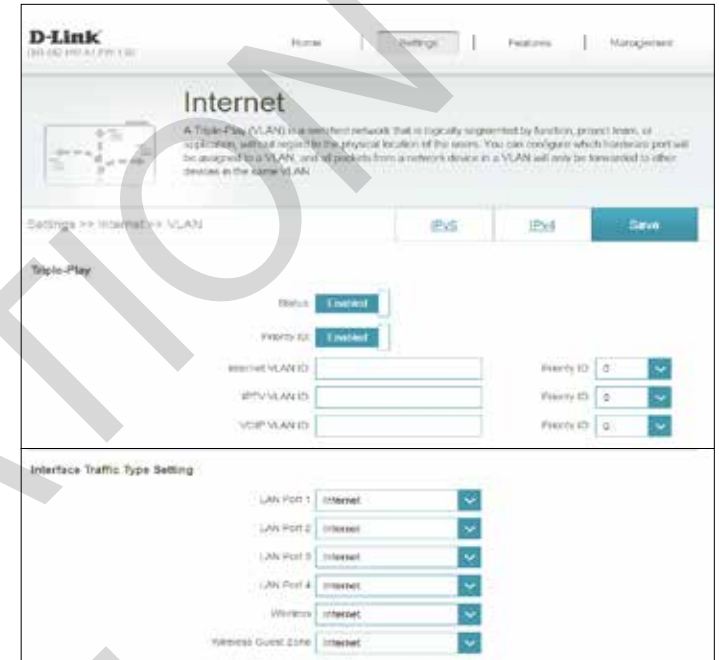 D-Link
Home Settings Features Management
Internet
A Triple-Play (VLAN) is a switched network that is logically segmented by function, project team, or
application, without regard to the physical location of the users. You can configure which hardware port will
be assigned to a VLAN, and all packets from a network device in a VLAN will only be forwarded to other
devices in the same VLAN.
Settings >> Internet >> VLAN IPv6 IPv4 Save
Triple-Play
Status: Enabled
Priority ID: Enabled
Internet VLAN ID: Priority ID: 0
IPTV VLAN ID: Priority ID: 0
VOIP VLAN ID: Priority ID: 0
Interface Traffic Type Setting
LAN Port 1: Internet
LAN Port 2: Internet
LAN Port 3: Internet
LAN Port 4: Internet
Wireless: Internet
Wireless Guest Zone: Internet